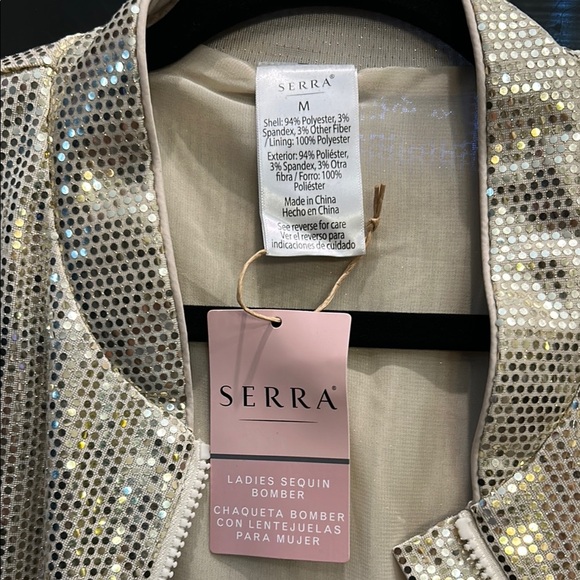 SERRA®
M
Shell: 94% Polyester, 3%
Spandex, 3% Other Fiber
/ Lining: 100% Polyester
Exterior: 94% Poliéster,
3% Spandex, 3% Otra
fibra / Forro: 100%
Poliéster
Made in China
Hecho en China
See reverse for care
Ver el reverso para
indicaciones de cuidado
SERRA®
LADIES SEQUIN
BOMBER
CHAQUETA BOMBER
CON LENTEJUELAS
PARA MUJER